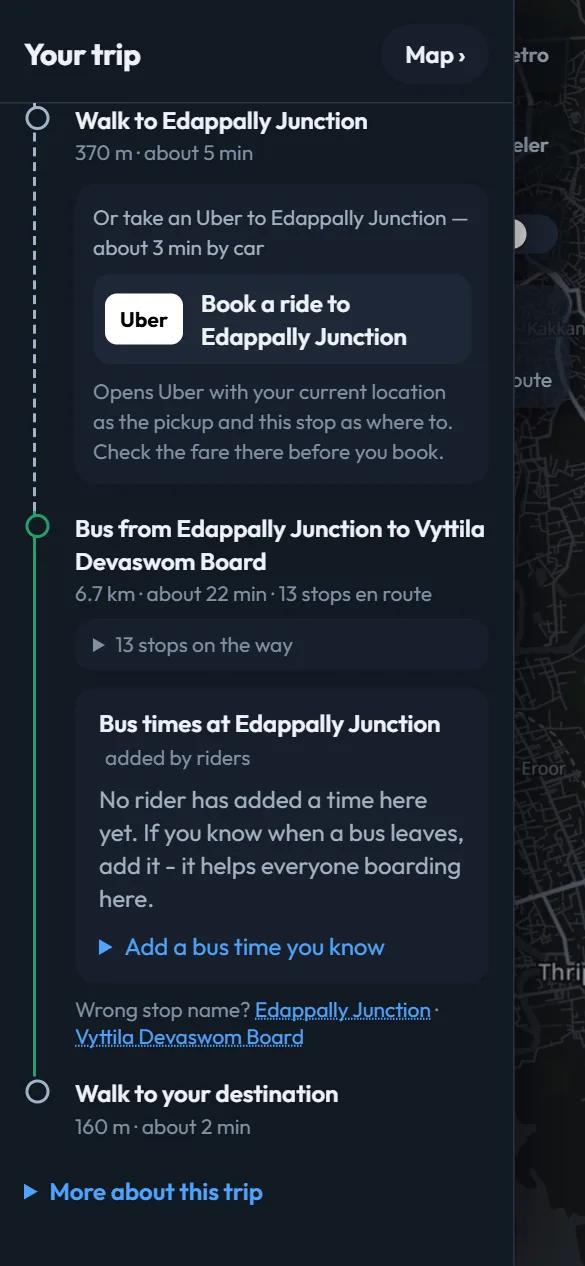 Your trip
Map ›
Walk to Edappally Junction
370 m · about 5 min
Or take an Uber to Edappally Junction —
about 3 min by car
Uber
Book a ride to
Edappally Junction
Opens Uber with your current location
as the pickup and this stop as where to.
Check the fare there before you book.
Bus from Edappally Junction to Vyttila
Devaswom Board
6.7 km · about 22 min · 13 stops en route
▶ 13 stops on the way
Bus times at Edappally Junction
added by riders
No rider has added a time here
yet. If you know when a bus leaves,
add it - it helps everyone boarding
here.
▶ Add a bus time you know
Wrong stop name? Edappally Junction ·
Vyttila Devaswom Board
Walk to your destination
160 m · about 2 min
▶ More about this trip
Eroor